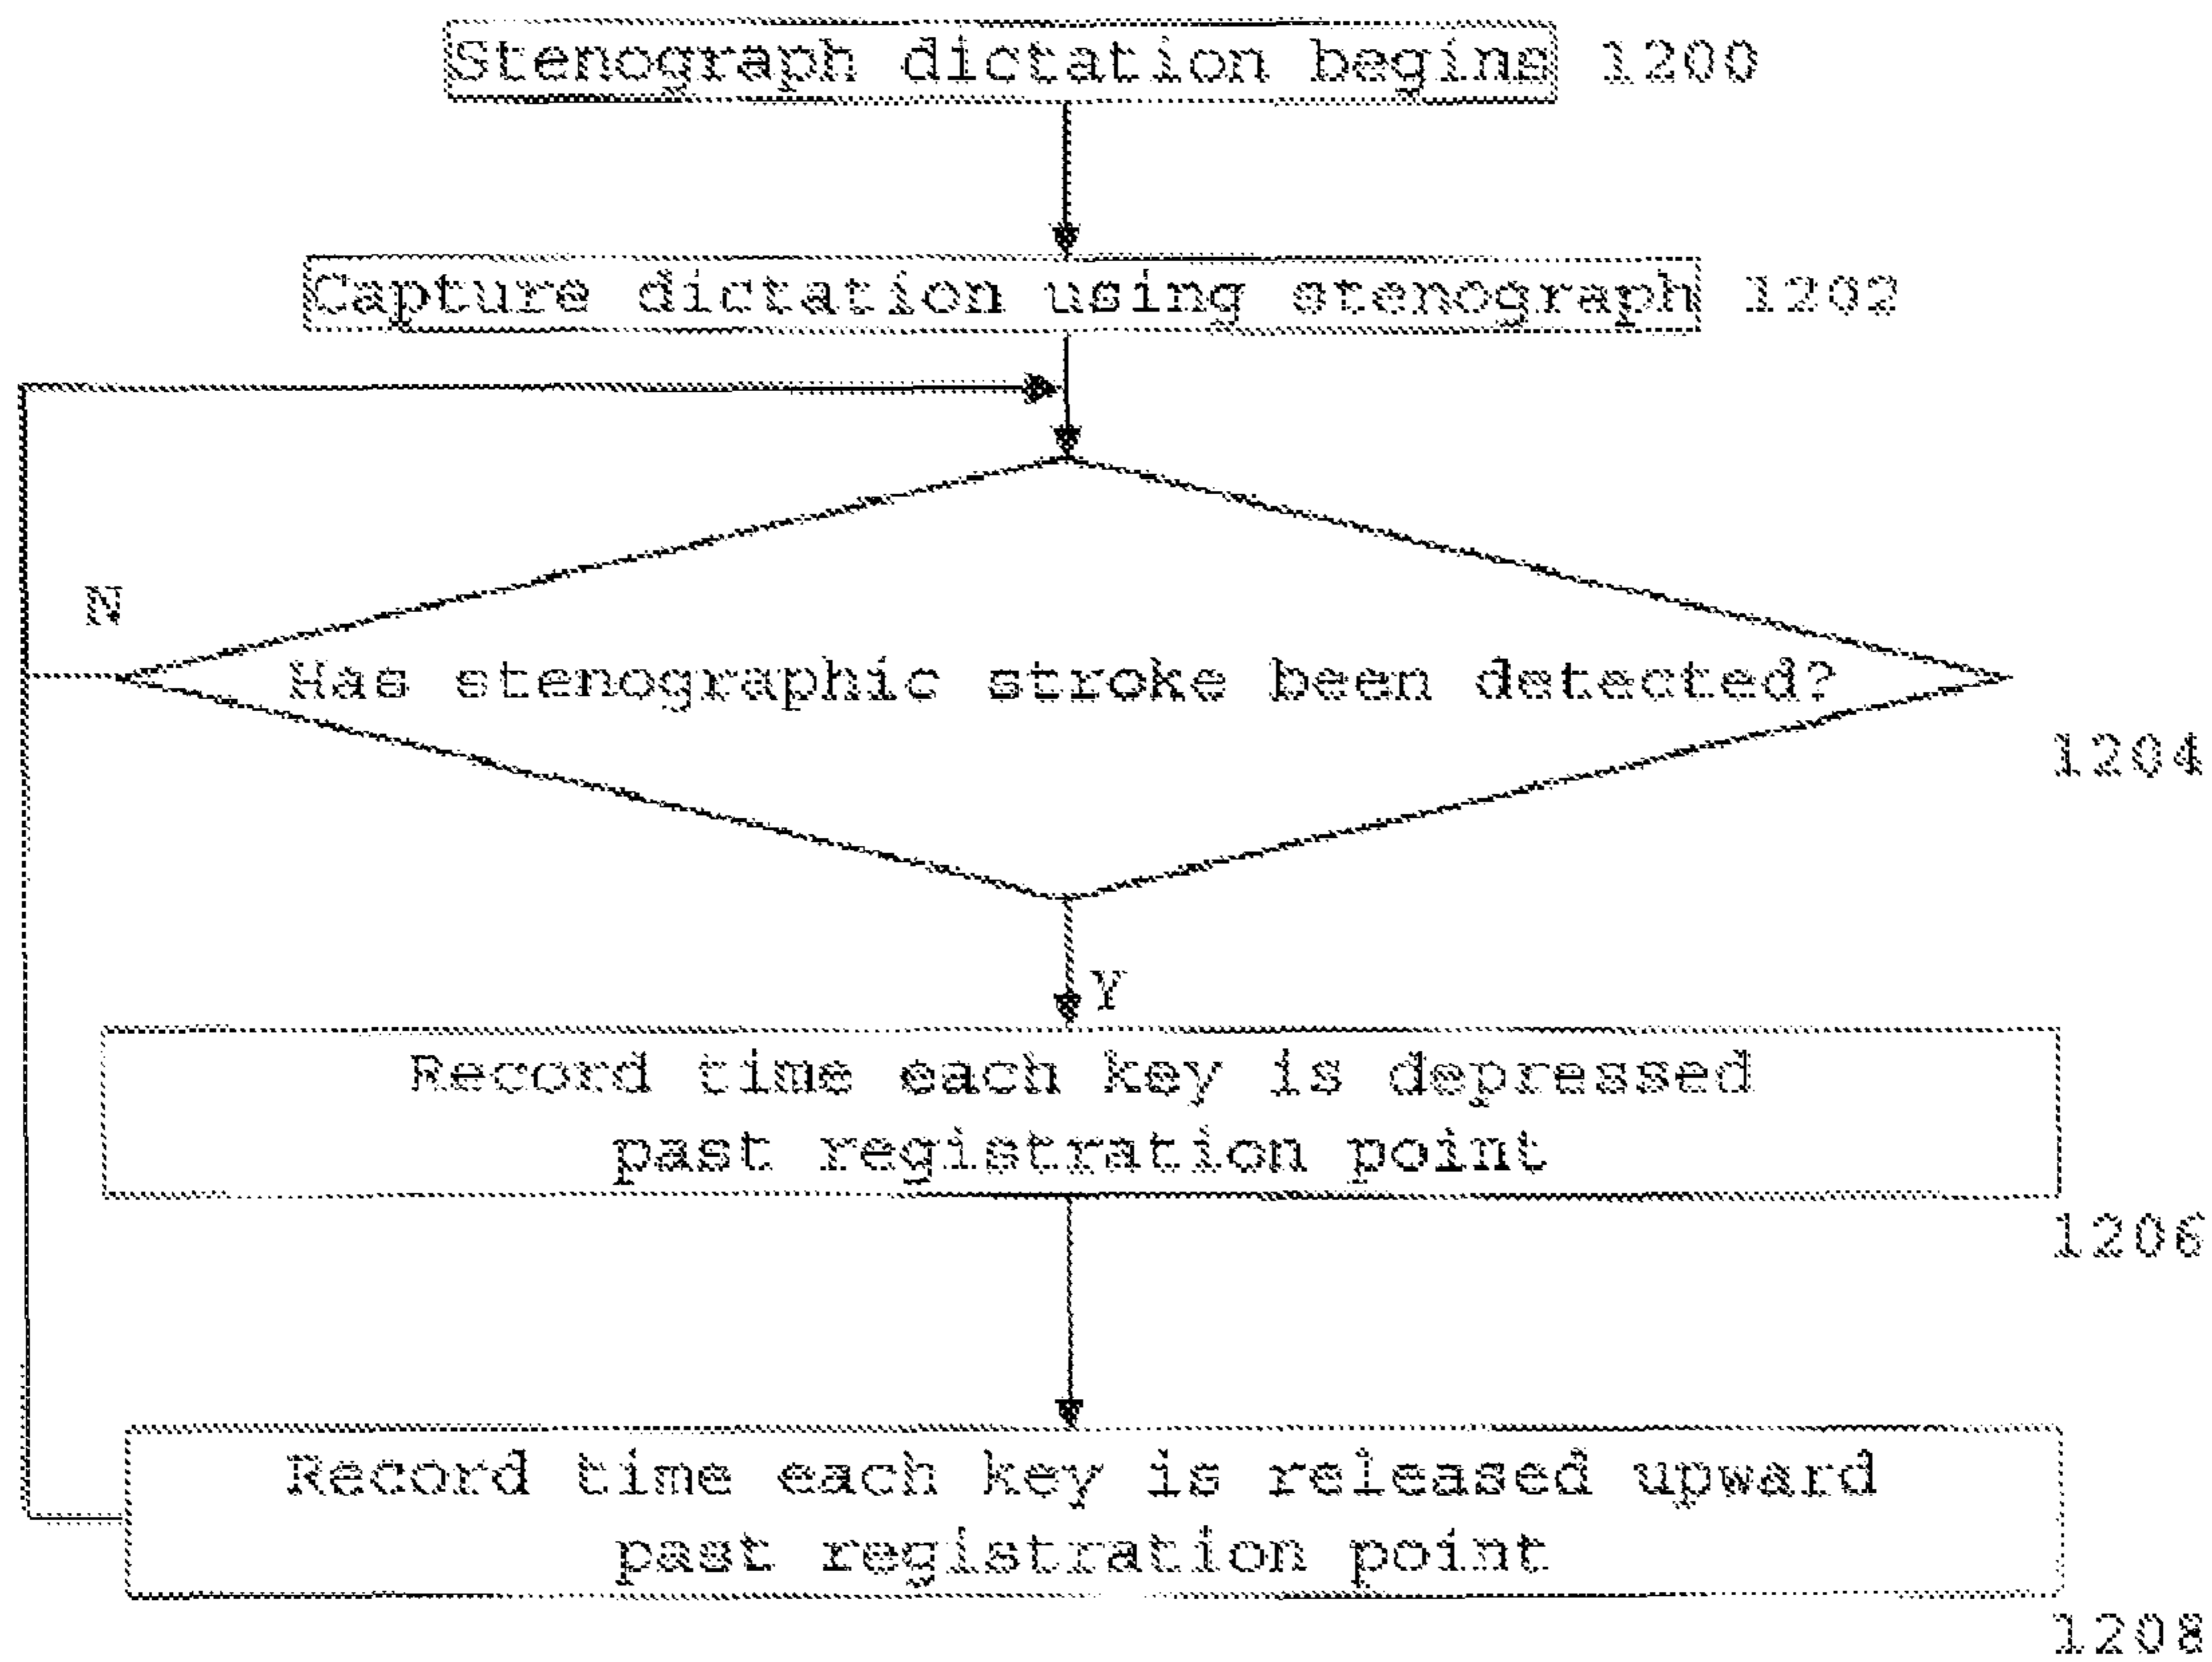 Stenograph dictation begins 1200
Capture dictation using stenograph 1202
N
Has stenographic stroke been detected?
1204
Y
Record time each key is depressed
past registration point
1206
Record time each key is released upward
past registration point
1208